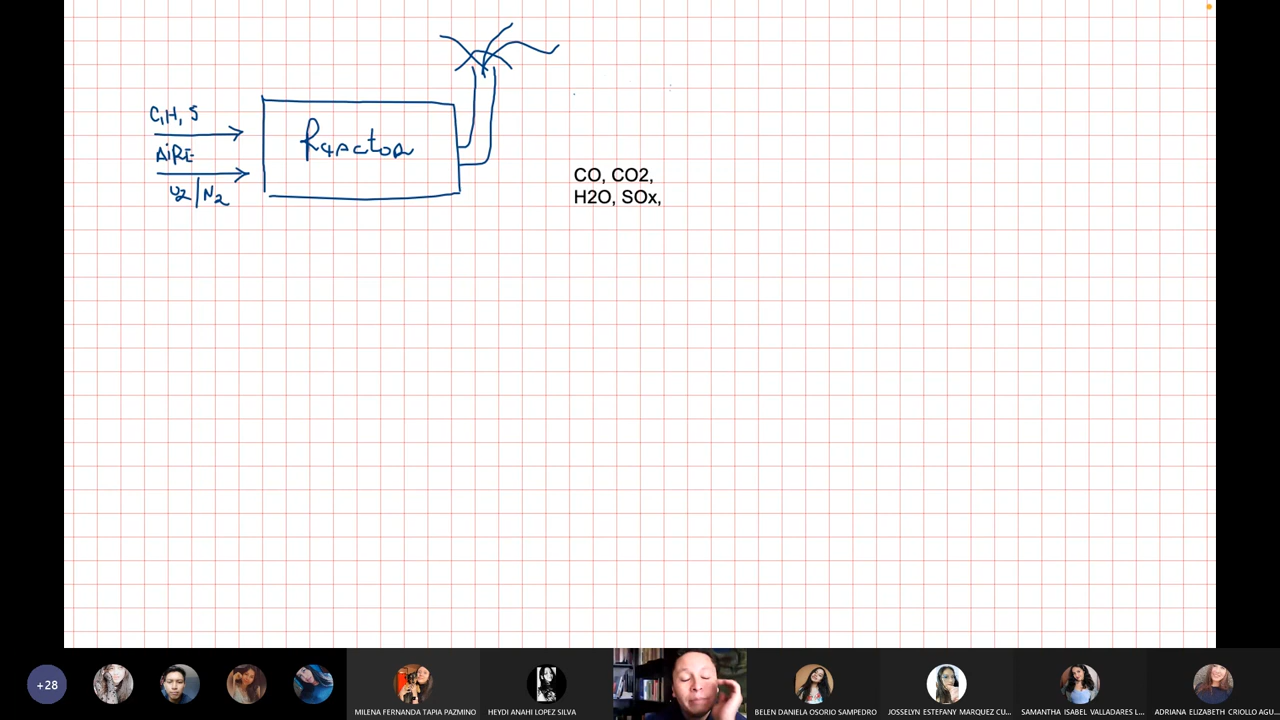 C, H, S
AiRE
O2/N2
Reactor
CO, CO2,
H2O, SOx,
+28
MILENA FERNANDA TAPIA PAZMINO
HEYDI ANAHI LOPEZ SILVA
BELEN DANIELA OSORIO SAMPEDRO
JOSSELYN ESTEFANY MARQUEZ CU...
SAMANTHA ISABEL VALLADARES L...
ADRIANA ELIZABETH CRIOLLO AGU...